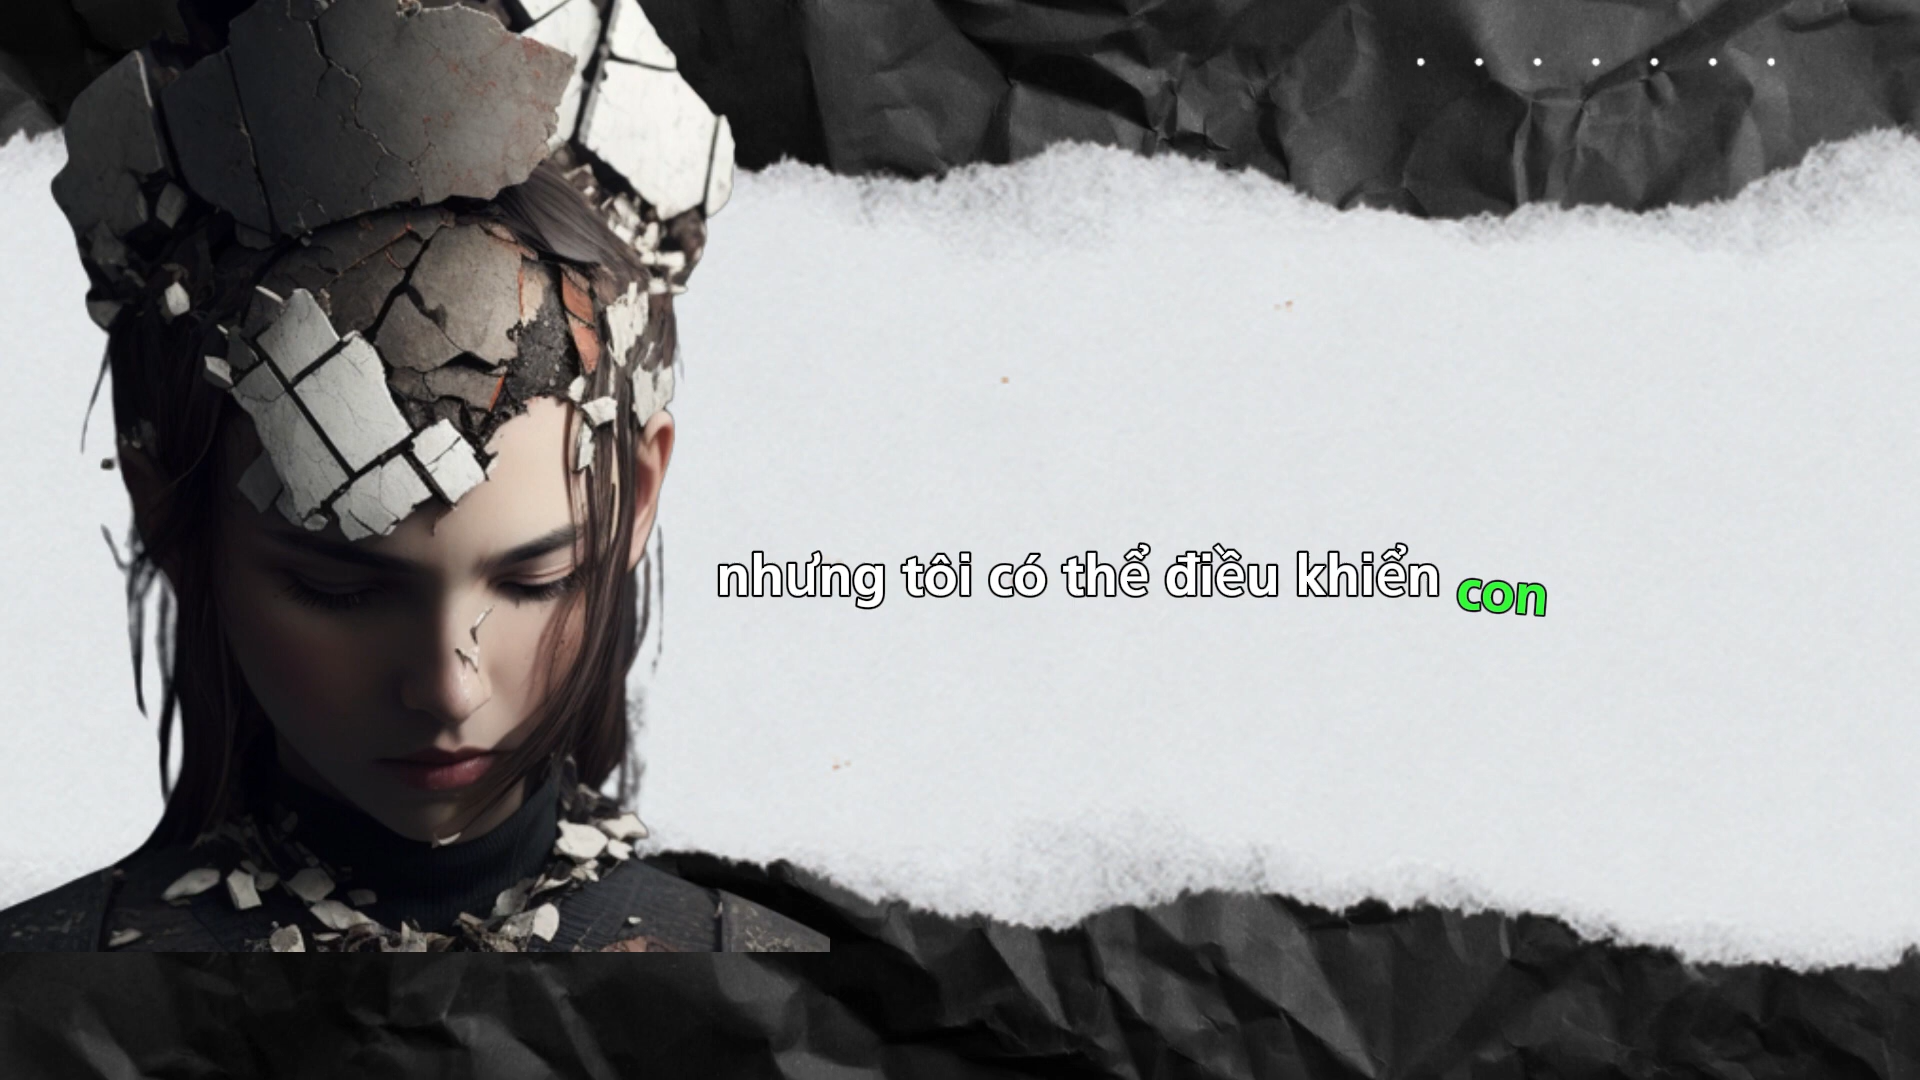 nhưng tôi có thể điều khiển con